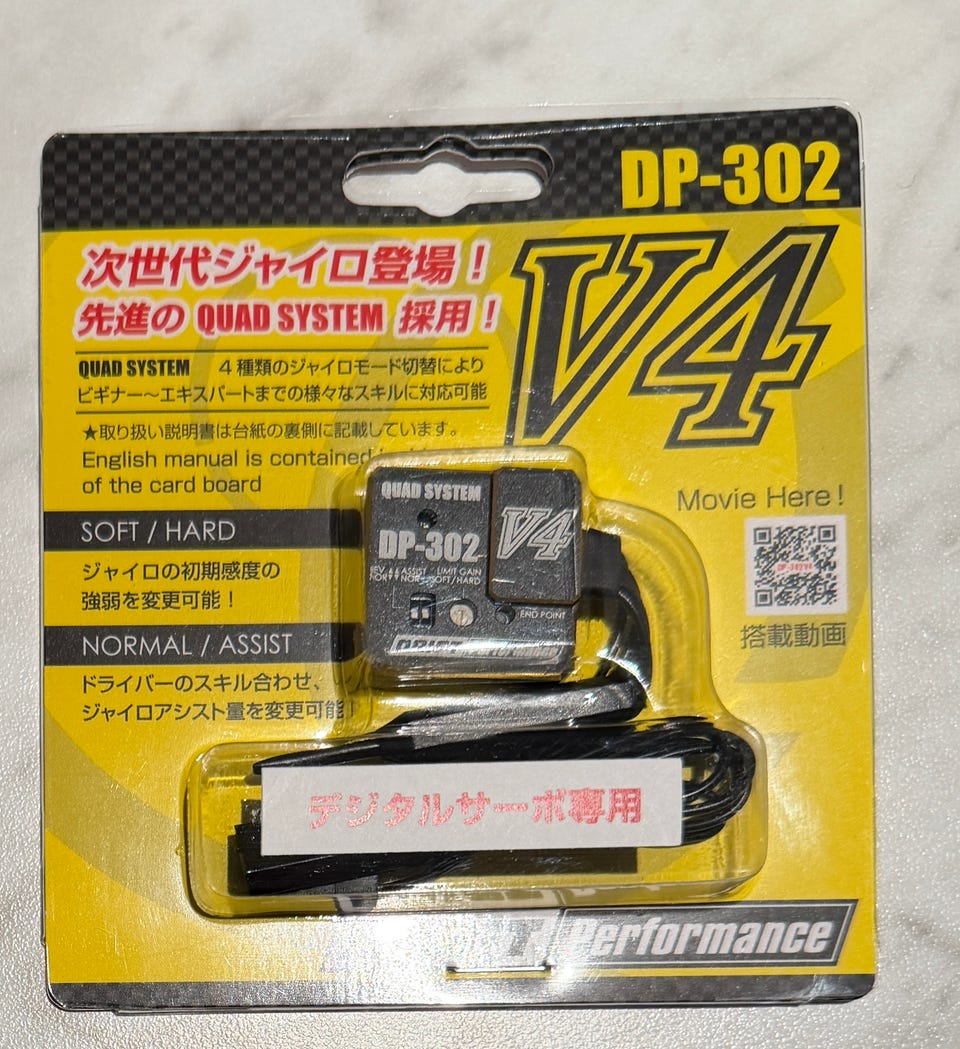 DP-302
V4
次世代ジャイロ登場！
先進の QUAD SYSTEM 採用！
QUAD SYSTEM 4種類のジャイロモード切替により
ビギナー〜エキスパートまでの様々なスキルに対応可能
★取り扱い説明書は台紙の裏側に記載しています。
English manual is contained
of the card board
SOFT / HARD
ジャイロの初期感度の
強弱を変更可能！
NORMAL / ASSIST
ドライバーのスキル合わせ、
ジャイロアシスト量を変更可能！
QUAD SYSTEM
V4
DP-302
ASSIST LIMIT GAIN
NOR SOFT/HARD
END POINT
Movie Here!
搭載動画
デジタルサーボ専用
Performance